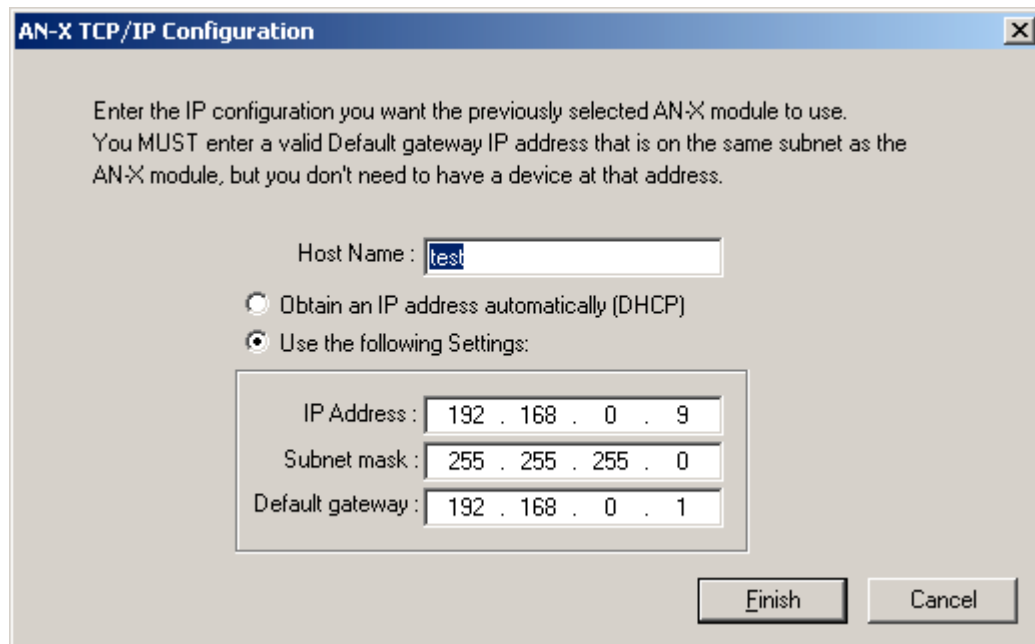 AN-X TCP/IP Configuration
Enter the IP configuration you want the previously selected AN-X module to use.
You MUST enter a valid Default gateway IP address that is on the same subnet as the
AN-X module, but you don't need to have a device at that address.
Host Name : test
Obtain an IP address automatically (DHCP)
Use the following Settings:
IP Address : 192 . 168 . 0 . 9
Subnet mask : 255 . 255 . 255 . 0
Default gateway : 192 . 168 . 0 . 1
Finish Cancel